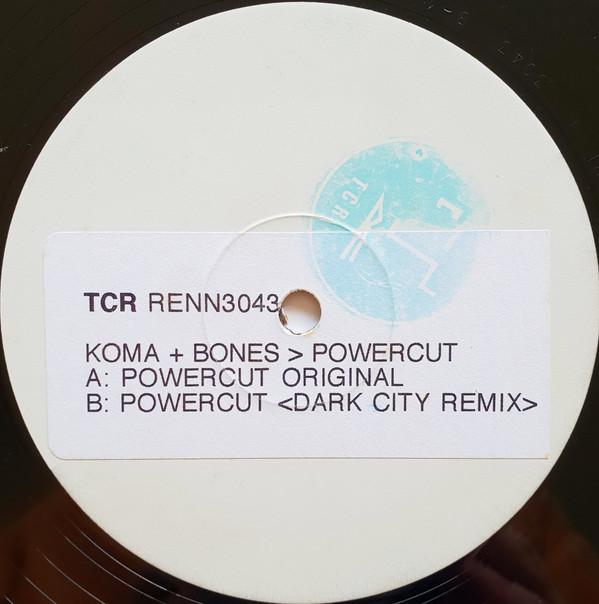 TCR
TCR RENN3043
KOMA + BONES > POWERCUT
A: POWERCUT ORIGINAL
B: POWERCUT <DARK CITY REMIX>